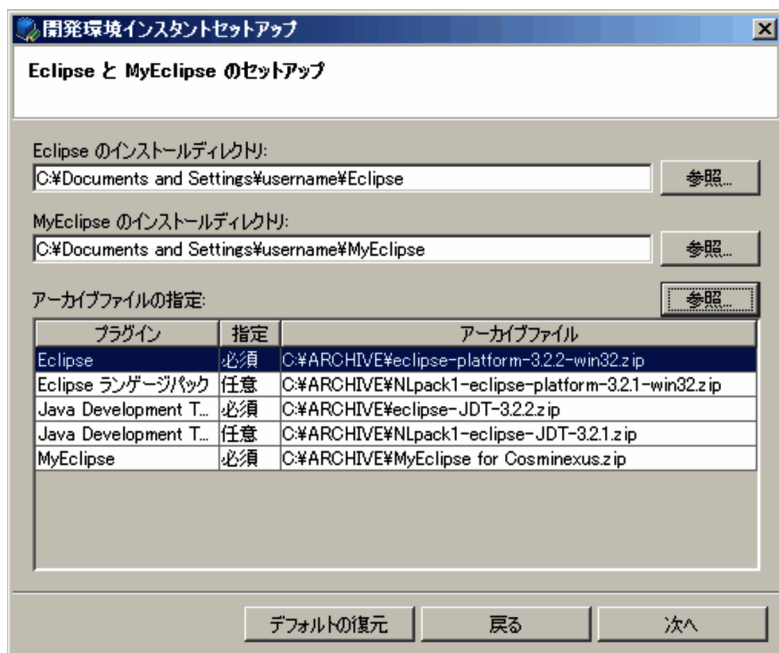 開発環境インスタントセットアップ
Eclipse と MyEclipse のセットアップ
Eclipse のインストールディレクトリ:
C:¥Documents and Settings¥username¥Eclipse 参照...
MyEclipse のインストールディレクトリ:
C:¥Documents and Settings¥username¥MyEclipse 参照...
アーカイブファイルの指定: 参照...
プラグイン 指定 アーカイブファイル
Eclipse 必須 C:¥ARCHIVE¥eclipse-platform-3.2.2-win32.zip
Eclipse ランゲージパック 任意 C:¥ARCHIVE¥NLpack1-eclipse-platform-3.2.1-win32.zip
Java Development T... 必須 C:¥ARCHIVE¥eclipse-JDT-3.2.2.zip
Java Development T... 任意 C:¥ARCHIVE¥NLpack1-eclipse-JDT-3.2.1.zip
MyEclipse 必須 C:¥ARCHIVE¥MyEclipse for Cosminexus.zip
デフォルトの復元 戻る 次へ